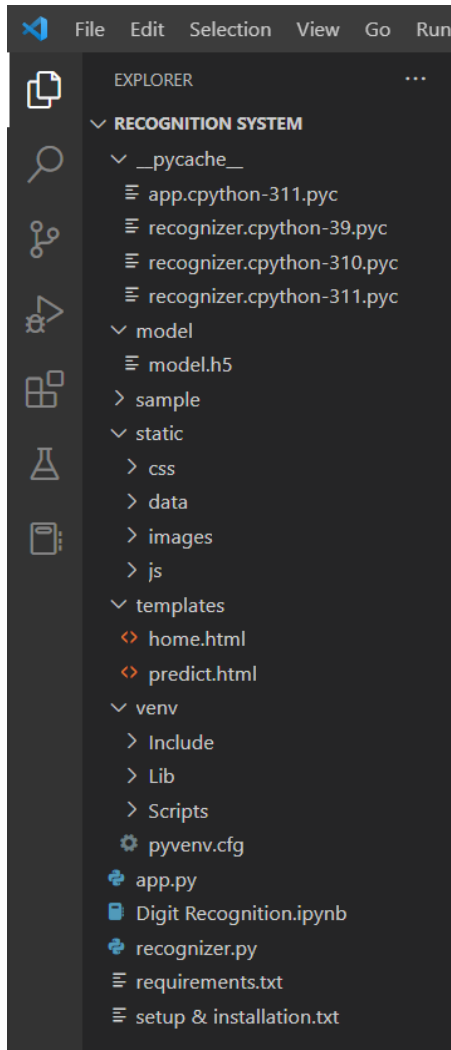 File Edit Selection View Go Run
EXPLORER ...
RECOGNITION SYSTEM
__pycache__
app.cpython-311.pyc
recognizer.cpython-39.pyc
recognizer.cpython-310.pyc
recognizer.cpython-311.pyc
model
model.h5
sample
static
css
data
images
js
templates
home.html
predict.html
venv
Include
Lib
Scripts
pyvenv.cfg
app.py
Digit Recognition.ipynb
recognizer.py
requirements.txt
setup & installation.txt